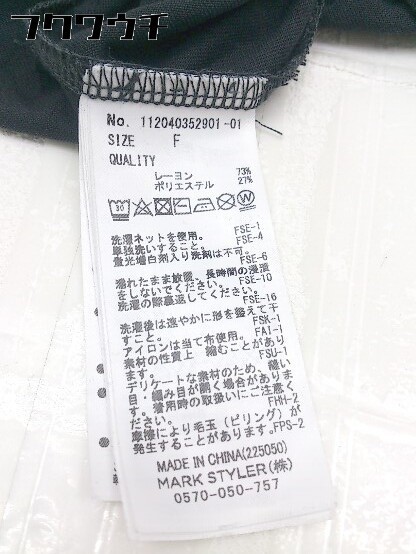 フクワウチ
No. 112040352901-01
SIZE F
QUALITY
レーヨン 73%
ポリエステル 27%
30
洗濯ネットを使用。 FSE-1
単独洗いすること。 FSE-4
蛍光増白剤入り洗剤は不可。 FSE-6
濡れたまま放置、長時間の浸漬
をしないでください。 FSE-10
洗濯の際裏返してください。 FSE-16
洗濯後は速やかに形を整えて干
すこと。 FSK-1
アイロンは当て布使用。 FAI-1
素材の性質上 縮むことがあり
ます。 FSU-1
デリケートな素材のため、縫い
目・編み目が開く場合がありま
す。着用時の取扱いにご注意く
ださい。 FMH-2
摩擦により毛玉(ピリング)が
発生することがあります。FPS-2
MADE IN CHINA(225050)
MARK STYLER(株)
0570-050-757